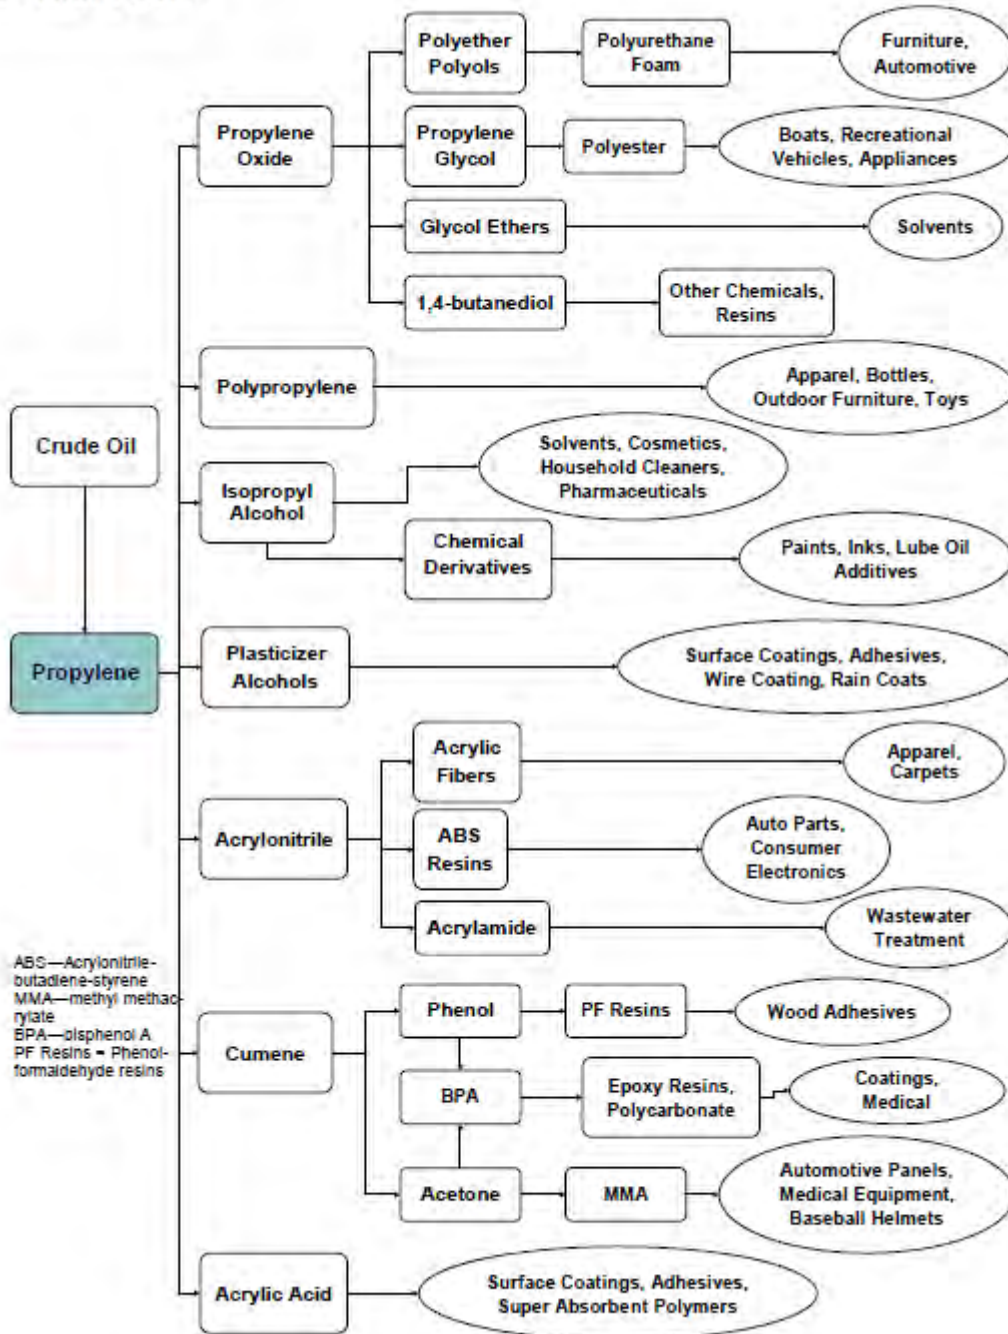 Polyether
Polyols
Polyurethane
Foam
Furniture,
Automotive
Propylene
Oxide
Propylene
Glycol
Polyester
Boats, Recreational
Vehicles, Appliances
Glycol Ethers
Solvents
1,4-butanediol
Other Chemicals,
Resins
Polypropylene
Apparel, Bottles,
Outdoor Furniture, Toys
Crude Oil
Solvents, Cosmetics,
Household Cleaners,
Pharmaceuticals
Isopropyl
Alcohol
Chemical
Derivatives
Paints, Inks, Lube Oil
Additives
Propylene
Plasticizer
Alcohols
Surface Coatings, Adhesives,
Wire Coating, Rain Coats
Acrylic
Fibers
Apparel,
Carpets
Acrylonitrile
ABS
Resins
Auto Parts,
Consumer
Electronics
Acrylamide
Wastewater
Treatment
ABS—Acrylonitrile-
butadiene-styrene
MMA—methyl methac-
rylate
BPA—bisphenol A
PF Resins = Phenol-
formaldehyde resins
Cumene
Phenol
PF Resins
Wood Adhesives
BPA
Epoxy Resins,
Polycarbonate
Coatings,
Medical
Acetone
MMA
Automotive Panels,
Medical Equipment,
Baseball Helmets
Acrylic Acid
Surface Coatings, Adhesives,
Super Absorbent Polymers